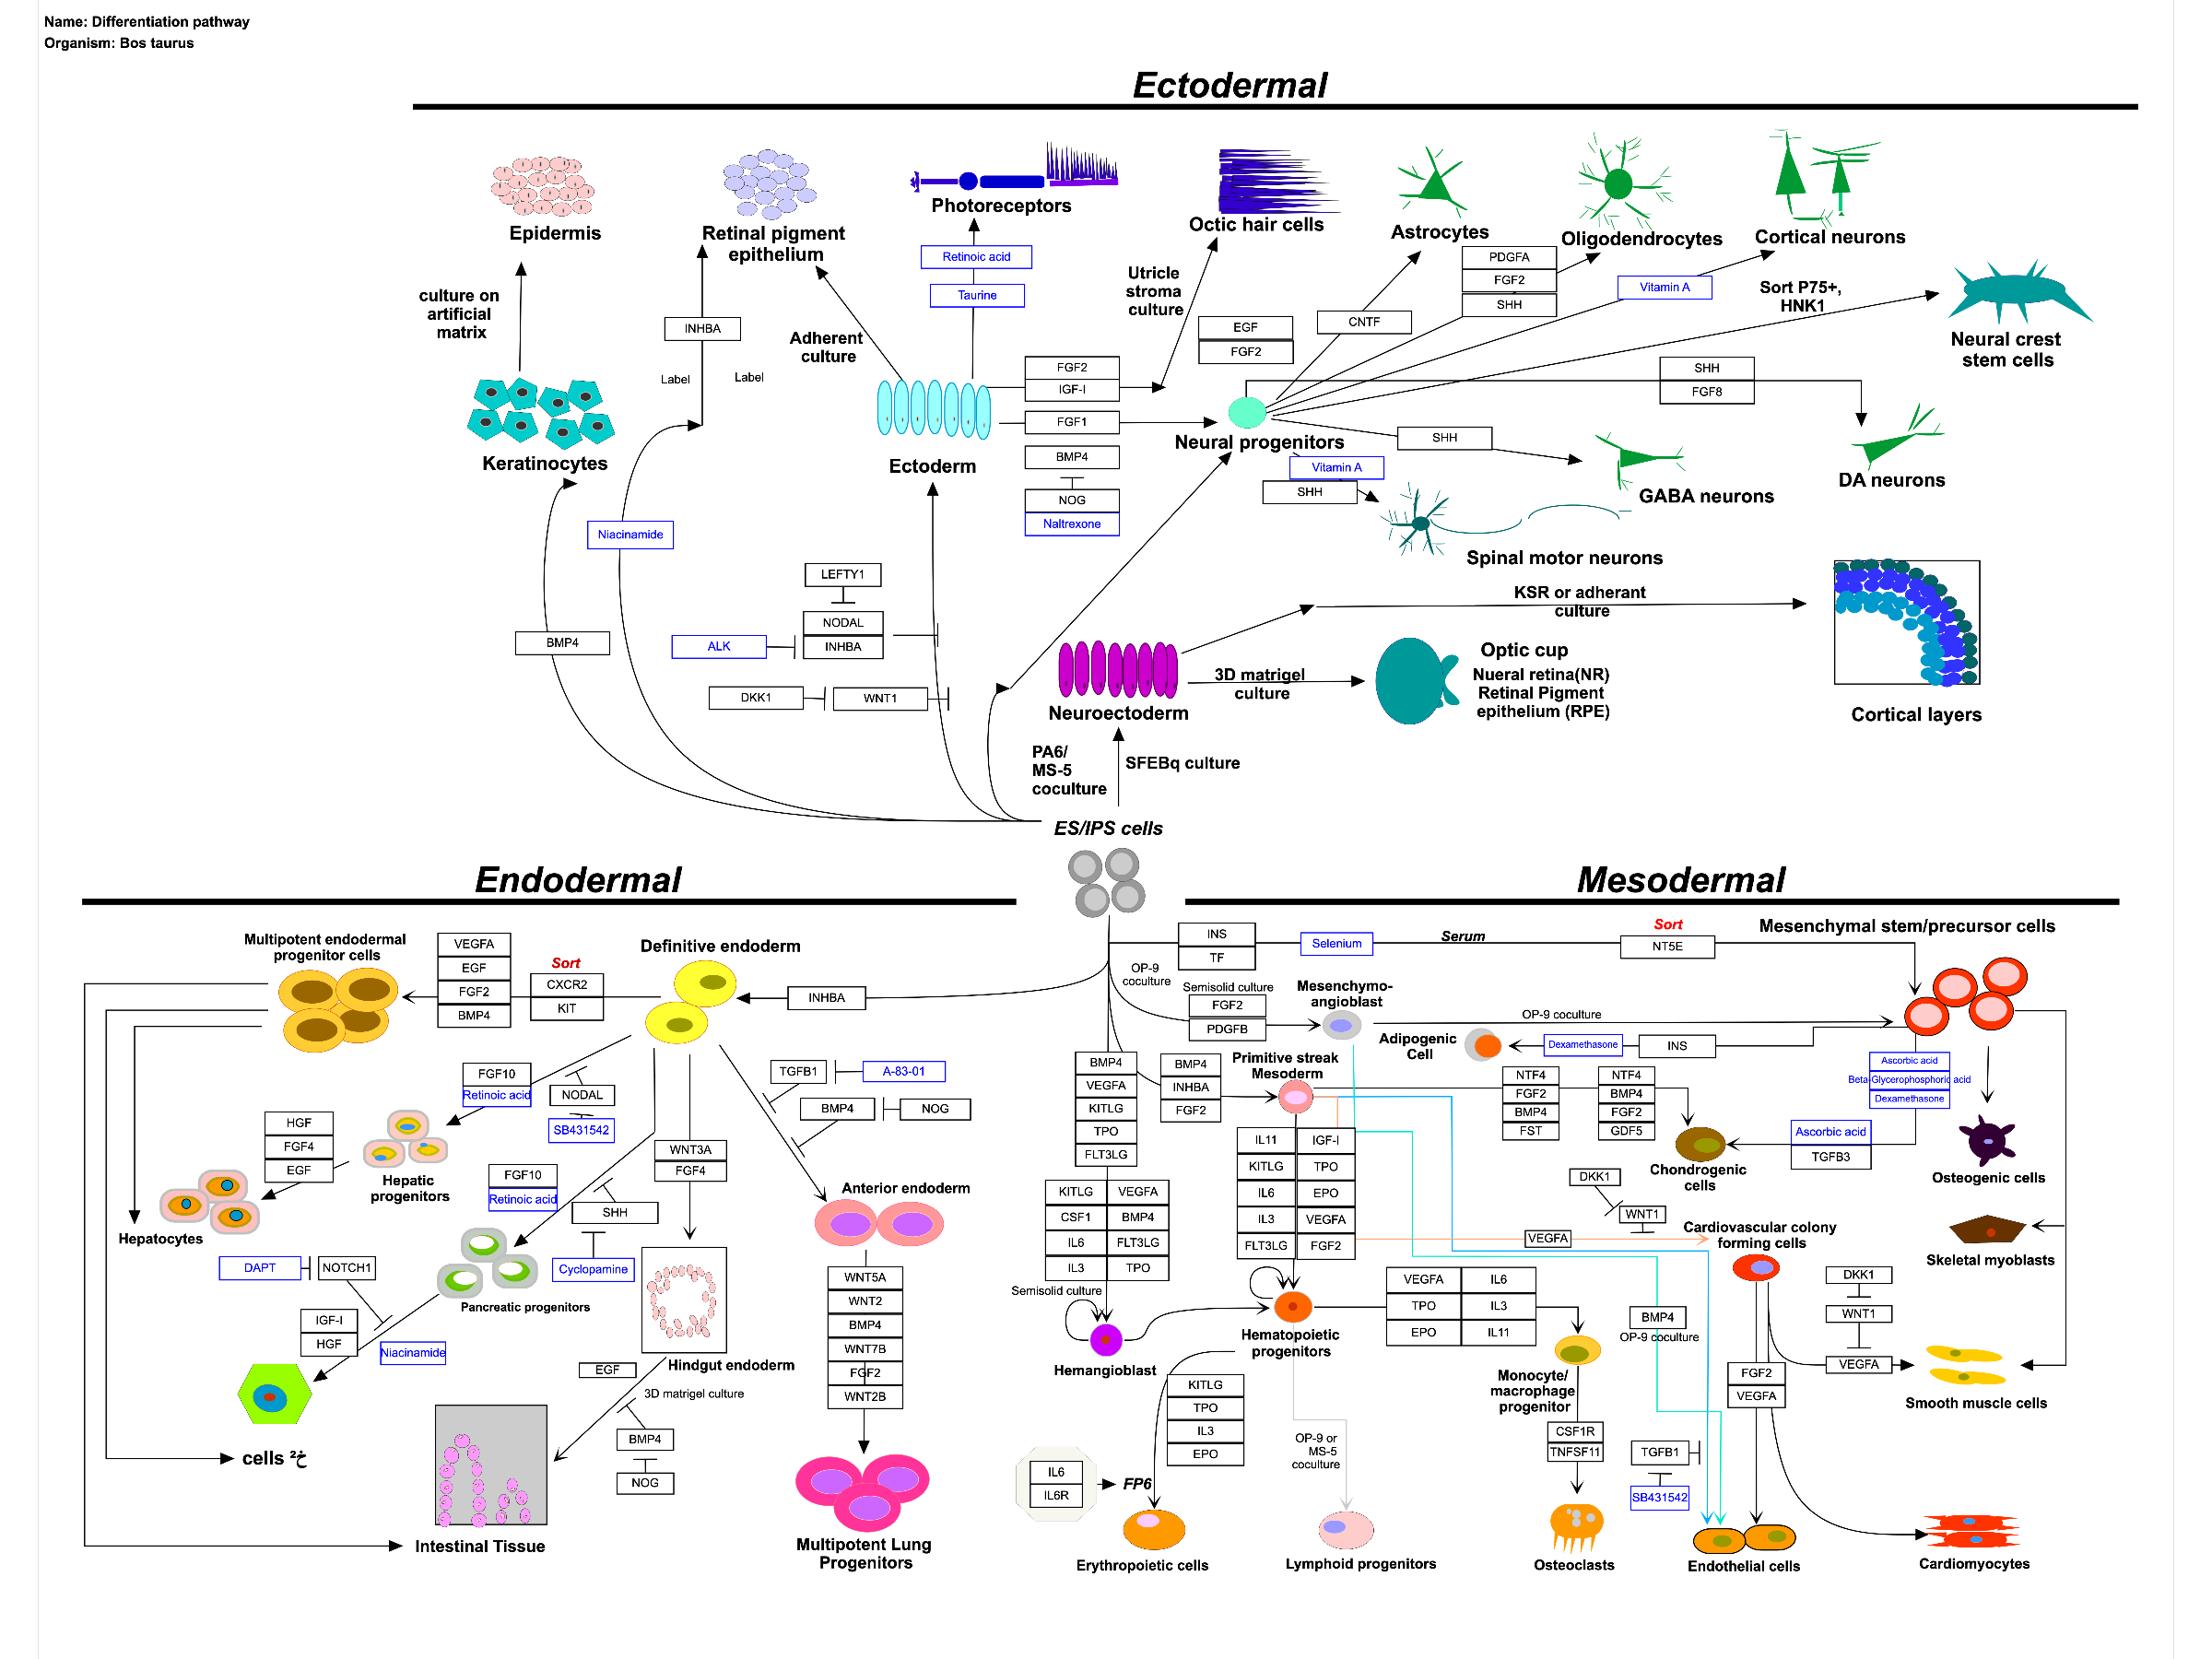 Name: Differentiation pathway
Organism: Bos taurus
Ectodermal
Epidermis
Retinal pigment
epithelium
Photoreceptors
Octic hair cells
Astrocytes
Oligodendrocytes
Cortical neurons
Retinoic acid
Taurine
PDGFA
FGF2
SHH
Vitamin A
Sort P75+,
HNK1
Neural crest
stem cells
culture on
artificial
matrix
INHBA
Label
Label
Adherent
culture
Utricle
stroma
culture
EGF
FGF2
CNTF
FGF2
IGF-I
FGF1
BMP4
NOG
Naltrexone
SHH
FGF8
Keratinocytes
Ectoderm
Neural progenitors
SHH
Vitamin A
SHH
GABA neurons
DA neurons
Spinal motor neurons
Niacinamide
BMP4
LEFTY1
NODAL
INHBA
ALK
DKK1
WNT1
KSR or adherant
culture
3D matrigel
culture
Optic cup
Nueral retina(NR)
Retinal Pigment
epithelium (RPE)
Cortical layers
Neuroectoderm
PA6/
MS-5
coculture
SFEBq culture
ES/IPS cells
Endodermal
Mesodermal
Multipotent endodermal
progenitor cells
VEGFA
EGF
FGF2
BMP4
Sort
CXCR2
KIT
Definitive endoderm
INHBA
FGF10
Retinoic acid
NODAL
SB431542
TGFB1
A-83-01
BMP4
NOG
HGF
FGF4
EGF
Hepatic
progenitors
Hepatocytes
FGF10
Retinoic acid
SHH
Cyclopamine
WNT3A
FGF4
Anterior endoderm
DAPT
NOTCH1
Pancreatic progenitors
IGF-I
HGF
Niacinamide
WNT5A
WNT2
BMP4
WNT7B
FGF2
WNT2B
Hindgut endoderm
EGF
3D matrigel culture
BMP4
NOG
cells ²خ
Intestinal Tissue
Multipotent Lung
Progenitors
INS
TF
Selenium
Serum
Sort
NT5E
Mesenchymal stem/precursor cells
OP-9
coculture
Semisolid culture
FGF2
PDGFB
Mesenchymo-
angioblast
OP-9 coculture
Adipogenic
Cell
Dexamethasone
INS
Ascorbic acid
Beta-Glycerophosphoric acid
Dexamethasone
BMP4
VEGFA
KITLG
TPO
FLT3LG
BMP4
INHBA
FGF2
Primitive streak
Mesoderm
NTF4
FGF2
BMP4
FST
NTF4
BMP4
FGF2
GDF5
Ascorbic acid
TGFB3
Chondrogenic
cells
Osteogenic cells
KITLG
VEGFA
CSF1
BMP4
IL6
FLT3LG
IL3
TPO
IL11
IGF-I
KITLG
TPO
IL6
EPO
IL3
VEGFA
FLT3LG
FGF2
DKK1
WNT1
VEGFA
Cardiovascular colony
forming cells
Skeletal myoblasts
Semisolid culture
Hemangioblast
Hematopoietic
progenitors
VEGFA
IL6
TPO
IL3
EPO
IL11
BMP4
OP-9 coculture
DKK1
WNT1
VEGFA
Smooth muscle cells
FGF2
VEGFA
Monocyte/
macrophage
progenitor
KITLG
TPO
IL3
EPO
OP-9 or
MS-5
coculture
CSF1R
TNFSF11
TGFB1
SB431542
IL6
IL6R
FP6
Erythropoietic cells
Lymphoid progenitors
Osteoclasts
Endothelial cells
Cardiomyocytes